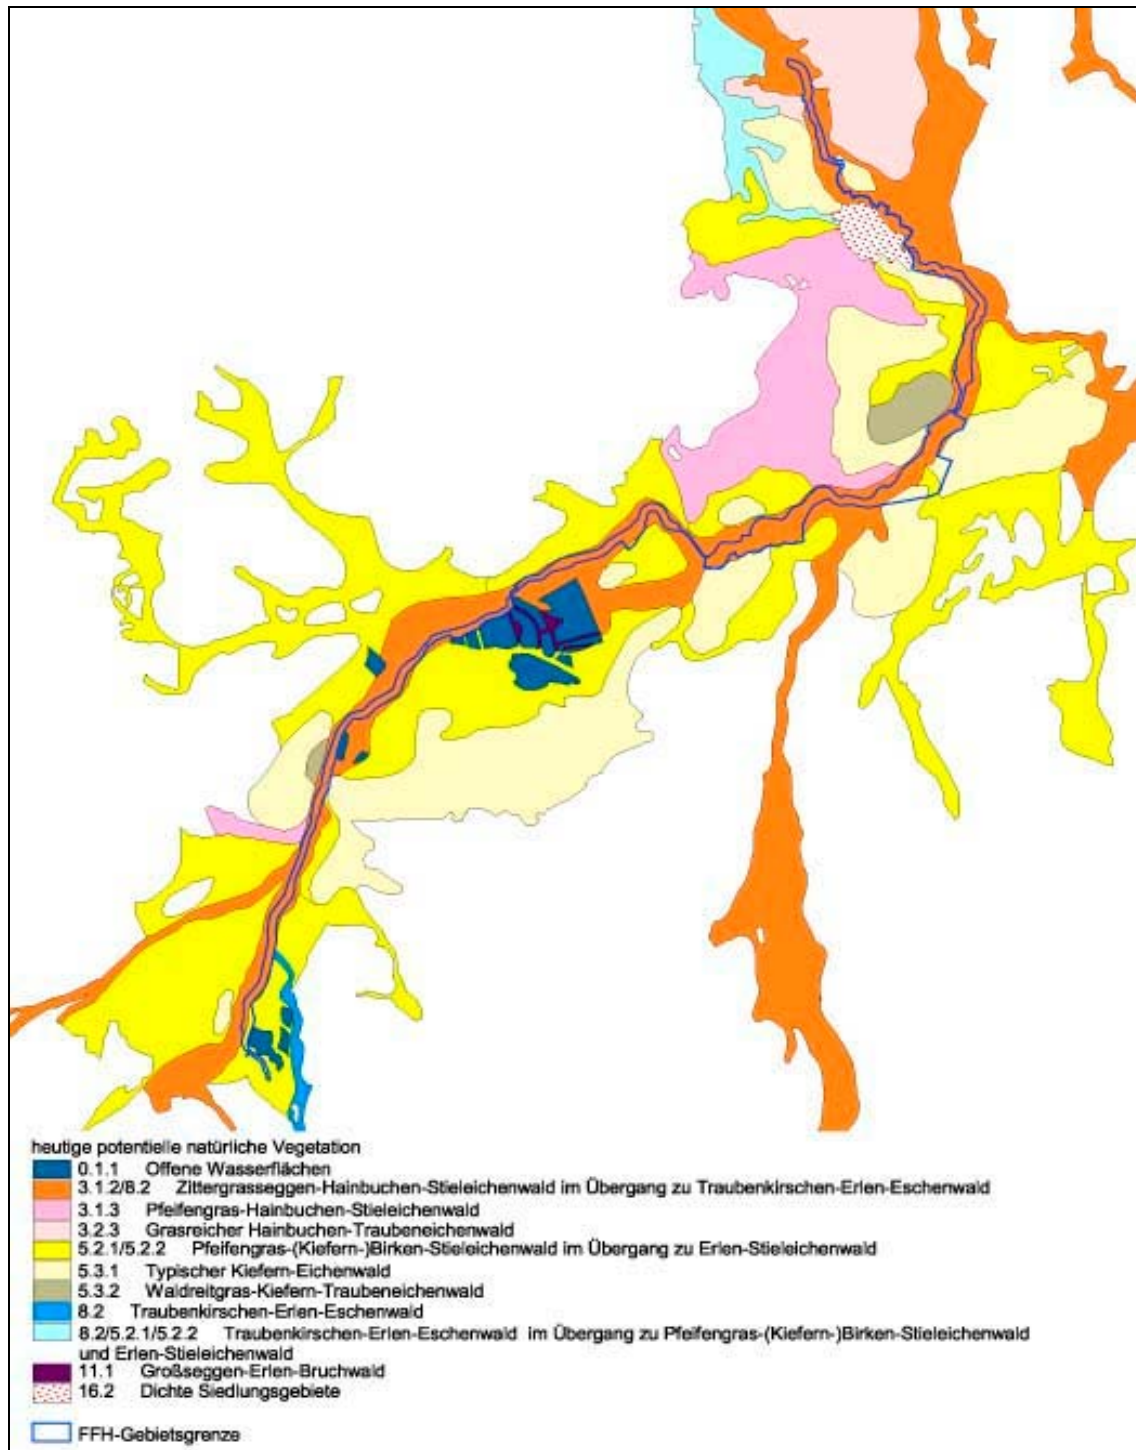 heutige potentielle natürliche Vegetation
0.1.1 Offene Wasserflächen
3.1.2/8.2 Zittergrasseggen-Hainbuchen-Stieleichenwald im Übergang zu Traubenkirschen-Erlen-Eschenwald
3.1.3 Pfeifengras-Hainbuchen-Stieleichenwald
3.2.3 Grasreicher Hainbuchen-Traubeneichenwald
5.2.1/5.2.2 Pfeifengras-(Kiefern-)Birken-Stieleichenwald im Übergang zu Erlen-Stieleichenwald
5.3.1 Typischer Kiefern-Eichenwald
5.3.2 Waldreitgras-Kiefern-Traubeneichenwald
8.2 Traubenkirschen-Erlen-Eschenwald
8.2/5.2.1/5.2.2 Traubenkirschen-Erlen-Eschenwald im Übergang zu Pfeifengras-(Kiefern-)Birken-Stieleichenwald
und Erlen-Stieleichenwald
11.1 Großseggen-Erlen-Bruchwald
16.2 Dichte Siedlungsgebiete
FFH-Gebietsgrenze